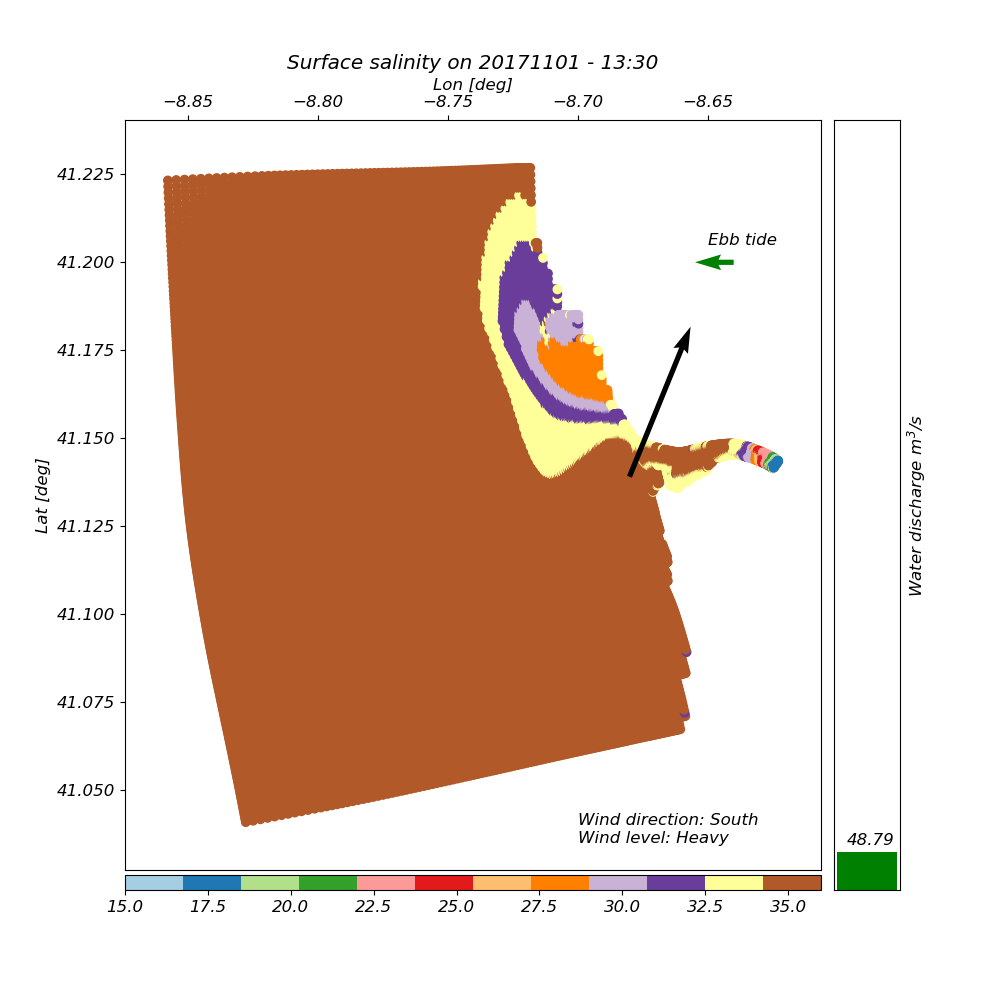 Surface salinity on 20171101 - 13:30
Lon [deg]
−8.85 −8.80 −8.75 −8.70 −8.65
41.225
41.200
41.175
41.150
41.125
41.100
41.075
41.050
Lat [deg]
Ebb tide
Wind direction: South
Wind level: Heavy
Water discharge m³/s
48.79
15.0 17.5 20.0 22.5 25.0 27.5 30.0 32.5 35.0